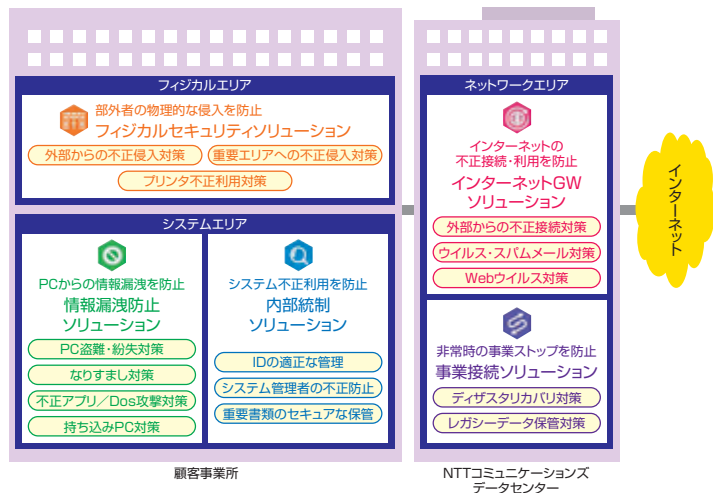 フィジカルエリア
部外者の物理的な侵入を防止
フィジカルセキュリティソリューション
外部からの不正侵入対策
重要エリアへの不正侵入対策
プリンタ不正利用対策
システムエリア
PCからの情報漏洩を防止
情報漏洩防止
ソリューション
PC盗難・紛失対策
なりすまし対策
不正アプリ／Dos攻撃対策
持ち込みPC対策
システム不正利用を防止
内部統制
ソリューション
IDの適正な管理
システム管理者の不正防止
重要書類のセキュアな保管
顧客事業所
ネットワークエリア
インターネットの
不正接続・利用を防止
インターネットGW
ソリューション
外部からの不正接続対策
ウイルス・スパムメール対策
Webウイルス対策
非常時の事業ストップを防止
事業接続ソリューション
ディザスタリカバリ対策
レガシーデータ保管対策
NTTコミュニケーションズ
データセンター
インターネット